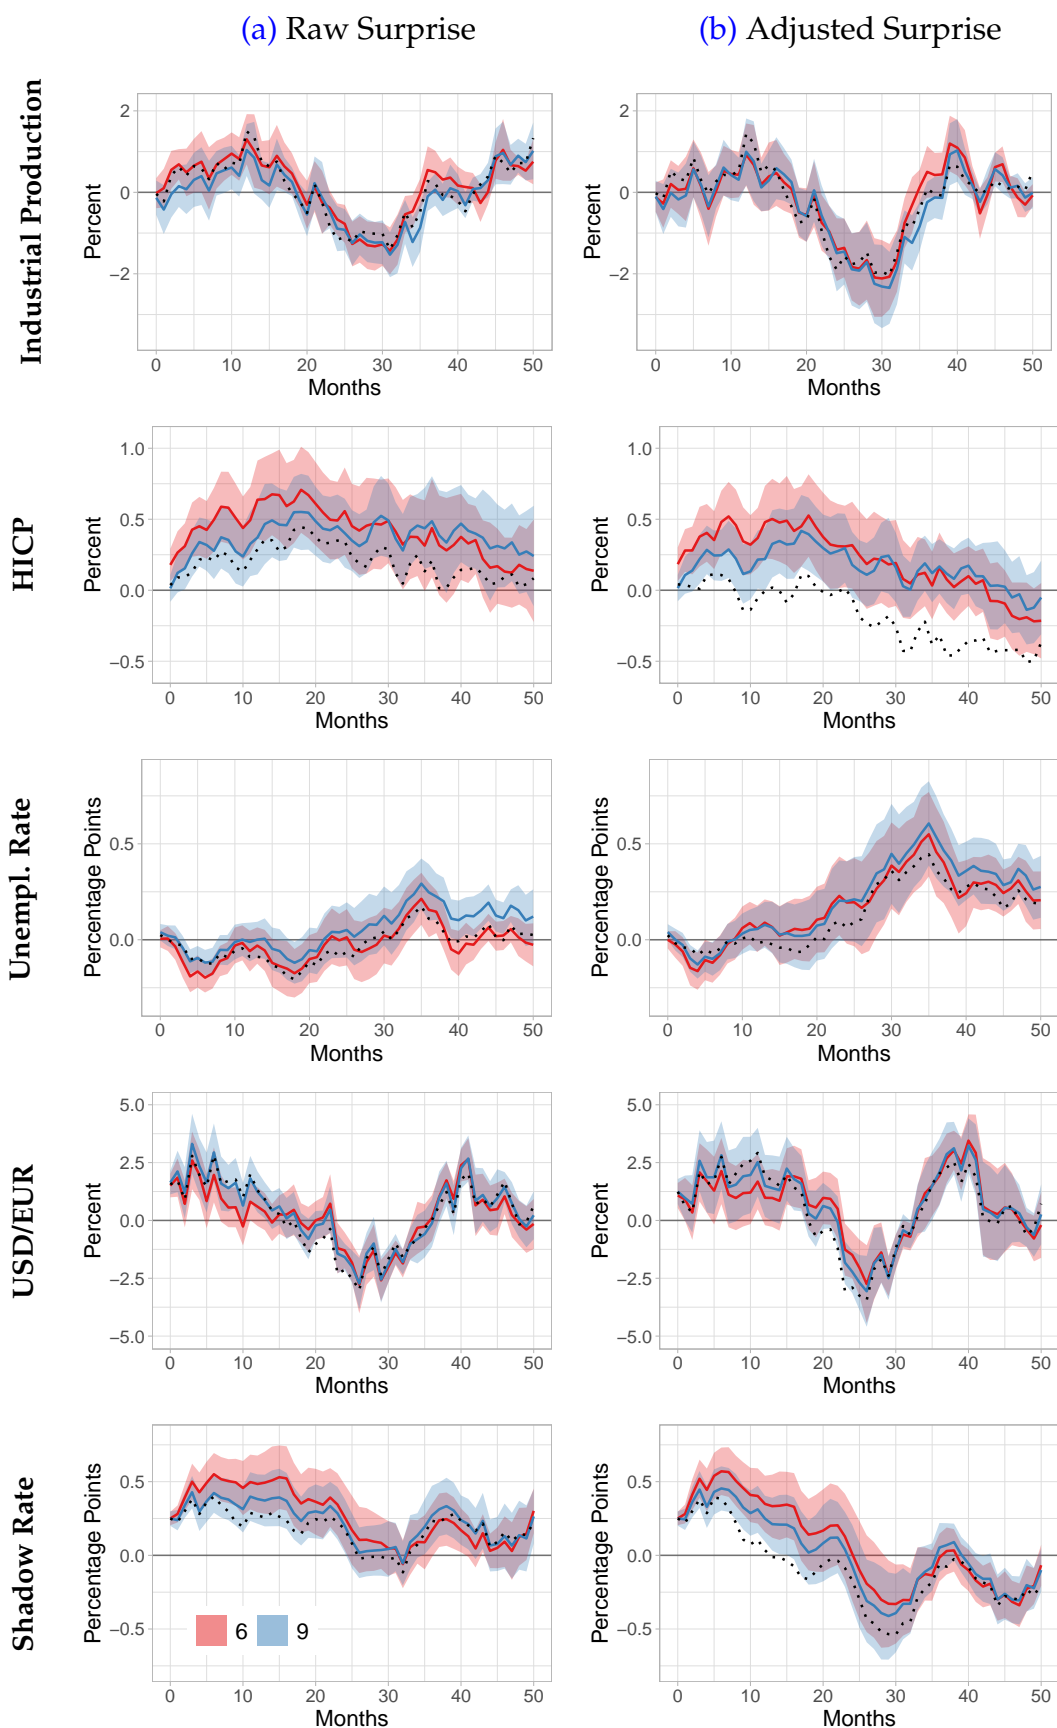 (a) Raw Surprise
(b) Adjusted Surprise
Industrial Production
Percent
2
0
−2
0 10 20 30 40 50
Months
Percent
2
0
−2
0 10 20 30 40 50
Months
HICP
Percent
1.0
0.5
0.0
−0.5
0 10 20 30 40 50
Months
Percent
1.0
0.5
0.0
−0.5
0 10 20 30 40 50
Months
Unempl. Rate
Percentage Points
0.5
0.0
0 10 20 30 40 50
Months
Percentage Points
0.5
0.0
0 10 20 30 40 50
Months
USD/EUR
Percent
5.0
2.5
0.0
−2.5
−5.0
0 10 20 30 40 50
Months
Percent
5.0
2.5
0.0
−2.5
−5.0
0 10 20 30 40 50
Months
Shadow Rate
Percentage Points
0.5
0.0
−0.5
6 9
0 10 20 30 40 50
Months
Percentage Points
0.5
0.0
−0.5
0 10 20 30 40 50
Months